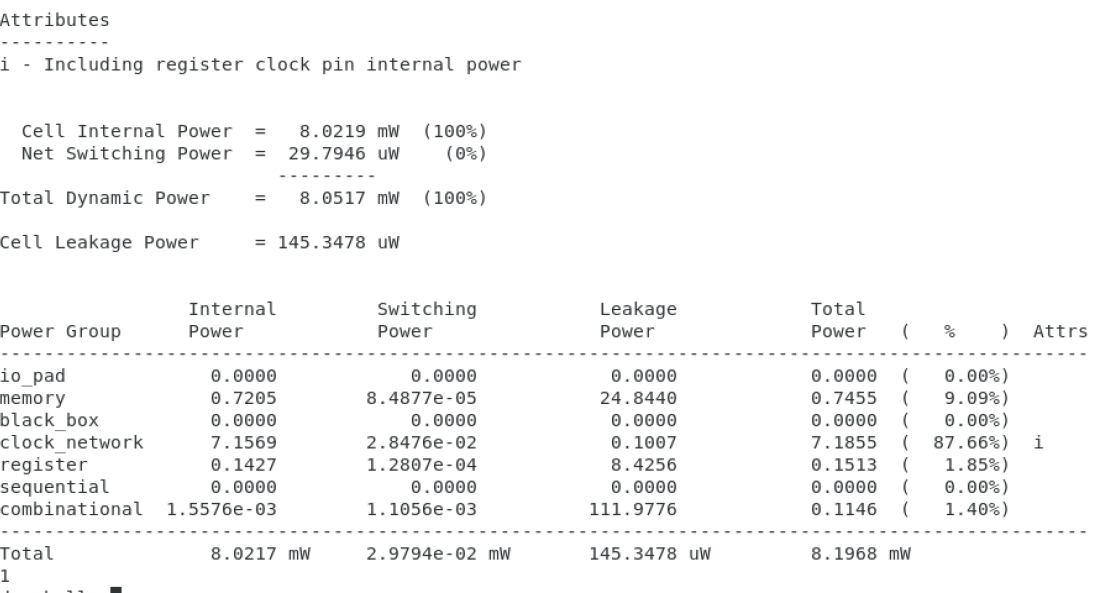 Attributes
----------
i - Including register clock pin internal power
Cell Internal Power  =   8.0219 mW  (100%)
Net Switching Power  =  29.7946 uW    (0%)
---------
Total Dynamic Power    =   8.0517 mW  (100%)
Cell Leakage Power     = 145.3478 uW
Internal         Switching           Leakage            Total
Power Group      Power            Power               Power              Power   (   %    )  Attrs
--------------------------------------------------------------------------------------------------
io_pad             0.0000            0.0000            0.0000            0.0000  (   0.00%)
memory             0.7205        8.4877e-05           24.8440            0.7455  (   9.09%)
black_box          0.0000            0.0000            0.0000            0.0000  (   0.00%)
clock_network      7.1569        2.8476e-02            0.1007            7.1855  (  87.66%)  i
register           0.1427        1.2807e-04            8.4256            0.1513  (   1.85%)
sequential         0.0000            0.0000            0.0000            0.0000  (   0.00%)
combinational  1.5576e-03        1.1056e-03          111.9776            0.1146  (   1.40%)
--------------------------------------------------------------------------------------------------
Total              8.0217 mW     2.9794e-02 mW       145.3478 uW         8.1968 mW
1